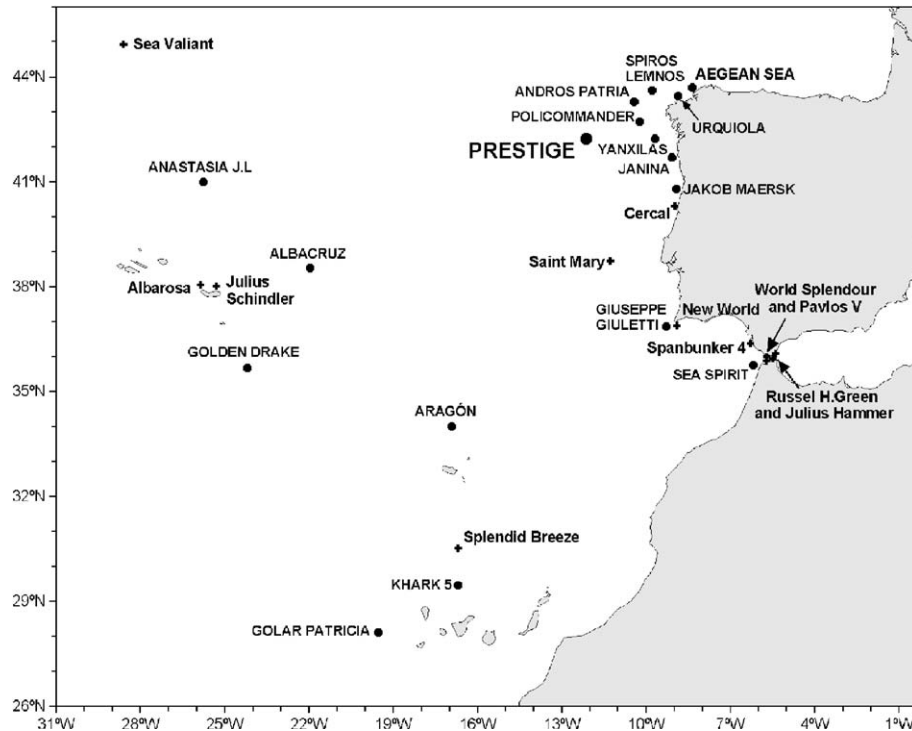 44ºN
41ºN
38ºN
35ºN
32ºN
29ºN
26ºN
Sea Valiant
SPIROS
LEMNOS
AEGEAN SEA
ANDROS PATRIA
POLICOMMANDER
URQUIOLA
PRESTIGE
YANXILAS
JANINA
ANASTASIA J.L
JAKOB MAERSK
Cercal
ALBACRUZ
Saint Mary
Albarosa
Julius
Schindler
World Splendour
and Pavlos V
GIUSEPPE
GIULETTI
New World
Spanbunker 4
GOLDEN DRAKE
SEA SPIRIT
Russel H.Green
and Julius Hammer
ARAGÓN
Splendid Breeze
KHARK 5
GOLAR PATRICIA
31ºW 28ºW 25ºW 22ºW 19ºW 16ºW 13ºW 10ºW 7ºW 4ºW 1ºW